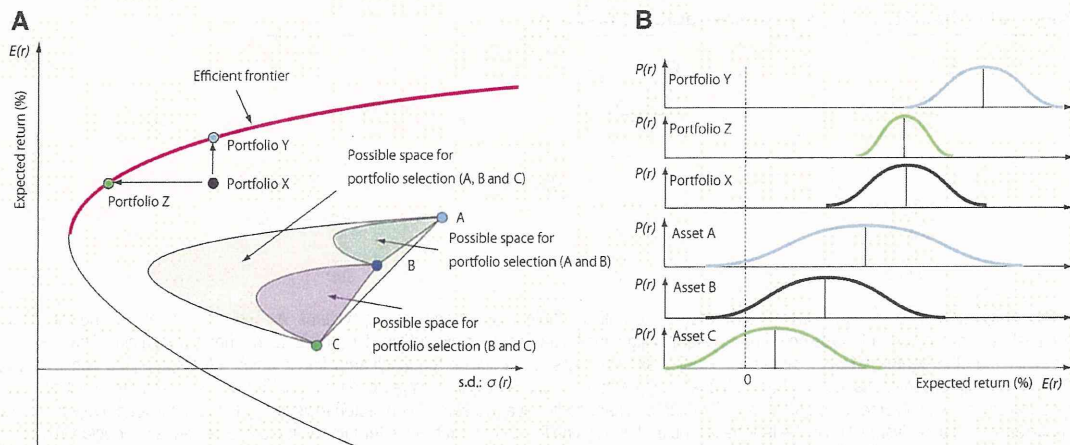 A
E(r)
Expected return (%)
Efficient frontier
Portfolio Y
Portfolio X
Portfolio Z
Possible space for
portfolio selection (A, B and C)
A
Possible space for
portfolio selection (A and B)
B
Possible space for
portfolio selection (B and C)
C
s.d.: σ(r)
B
P(r) Portfolio Y
P(r) Portfolio Z
P(r) Portfolio X
P(r) Asset A
P(r) Asset B
P(r) Asset C
0
Expected return (%) E(r)